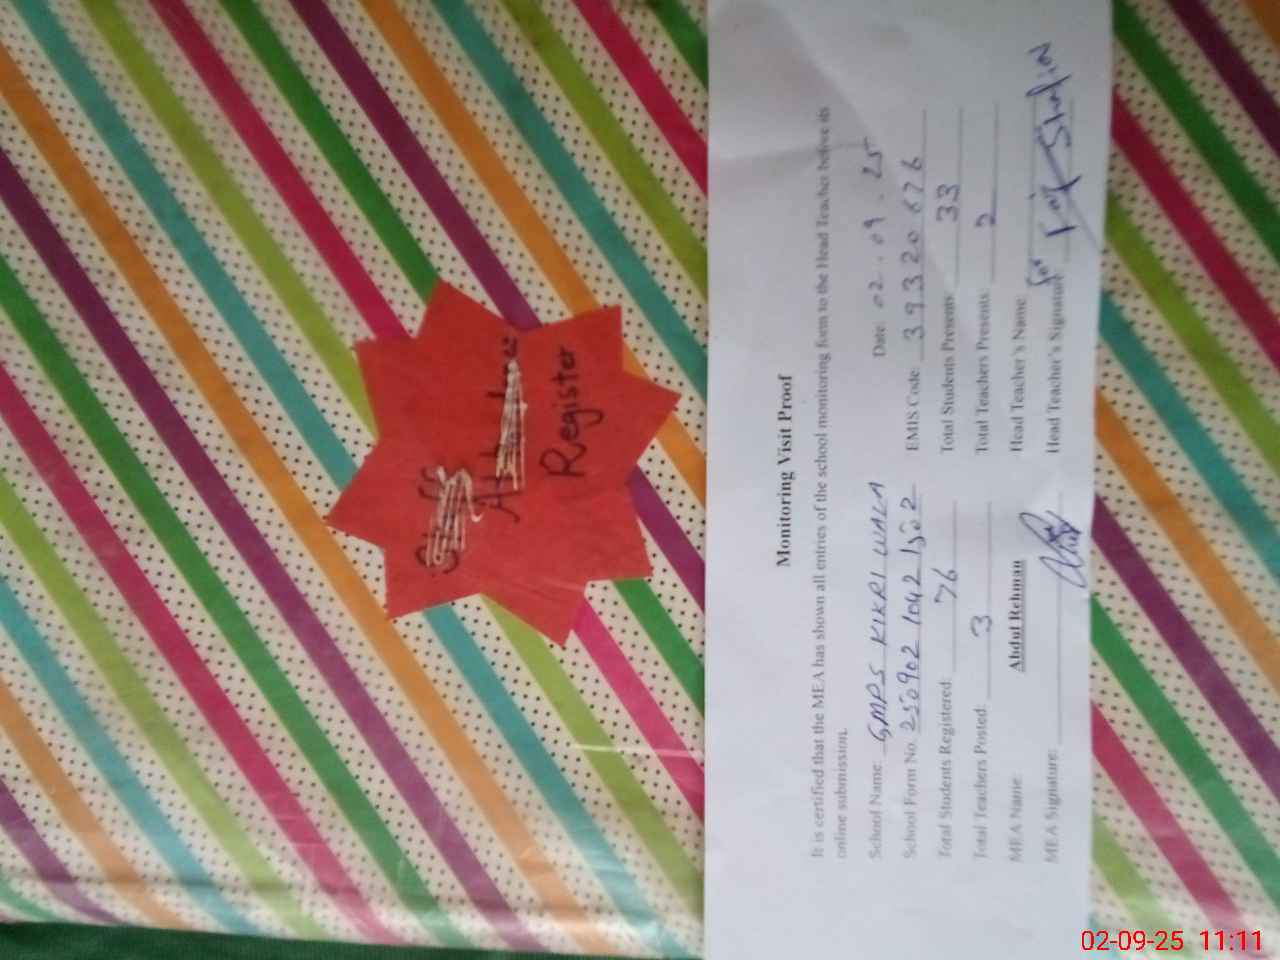 Staff
Attendance
Register
Monitoring Visit Proof
It is certified that the MEA has shown all entries of the school monitoring form to the Head Teacher before its
online submission.
School Name: GMPS KIKRI WALA Date: 02.09.25
School Form No. 250902 1042 1502 EMIS Code: 39320676
Total Students Registered: 76 Total Students Presents: 33
Total Teachers Posted: 3 Total Teachers Presents: 2
MEA Name: Abdul Rehman Head Teacher's Name:
MEA Signature: Head Teacher's Signature:
02-09-25 11:11